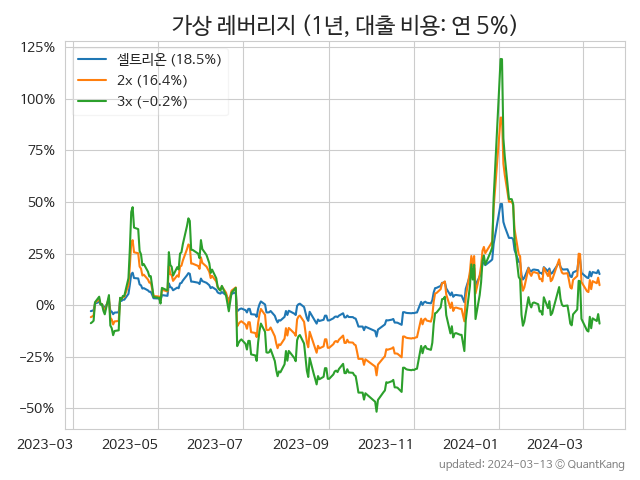 가상 레버리지 (1년, 대출 비용: 연 5%)
125%
100%
75%
50%
25%
0%
−25%
−50%
셀트리온 (18.5%)
2x (16.4%)
3x (-0.2%)
2023-03 2023-05 2023-07 2023-09 2023-11 2024-01 2024-03
updated: 2024-03-13 ⓒ QuantKang